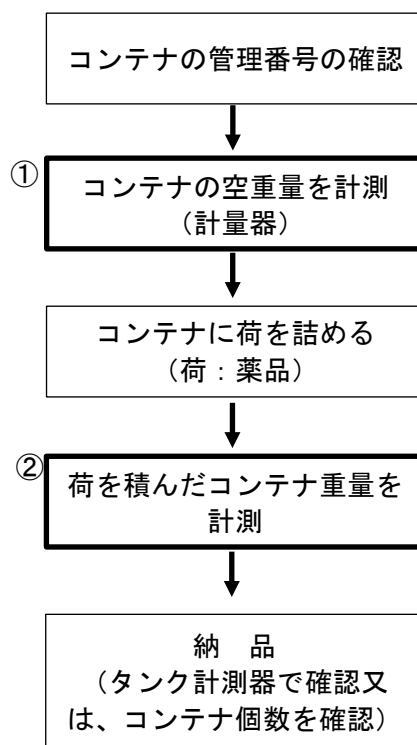 コンテナの管理番号の確認
①
コンテナの空重量を計測
（計量器）
コンテナに荷を詰める
（荷：薬品）
②
荷を積んだコンテナ重量を
計測
納　品
（タンク計測器で確認又
は、コンテナ個数を確認）